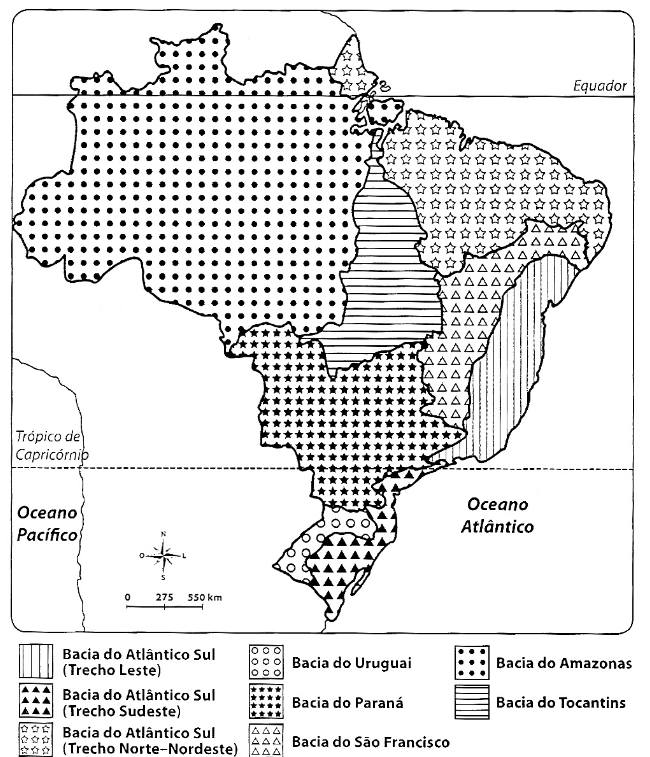 Equador
Trópico de
Capricórnio
Oceano
Pacífico
Oceano
Atlântico
N
O
L
S
0 275 550 km
Bacia do Atlântico Sul
(Trecho Leste)
Bacia do Atlântico Sul
(Trecho Sudeste)
Bacia do Atlântico Sul
(Trecho Norte–Nordeste)
Bacia do Uruguai
Bacia do Paraná
Bacia do São Francisco
Bacia do Amazonas
Bacia do Tocantins